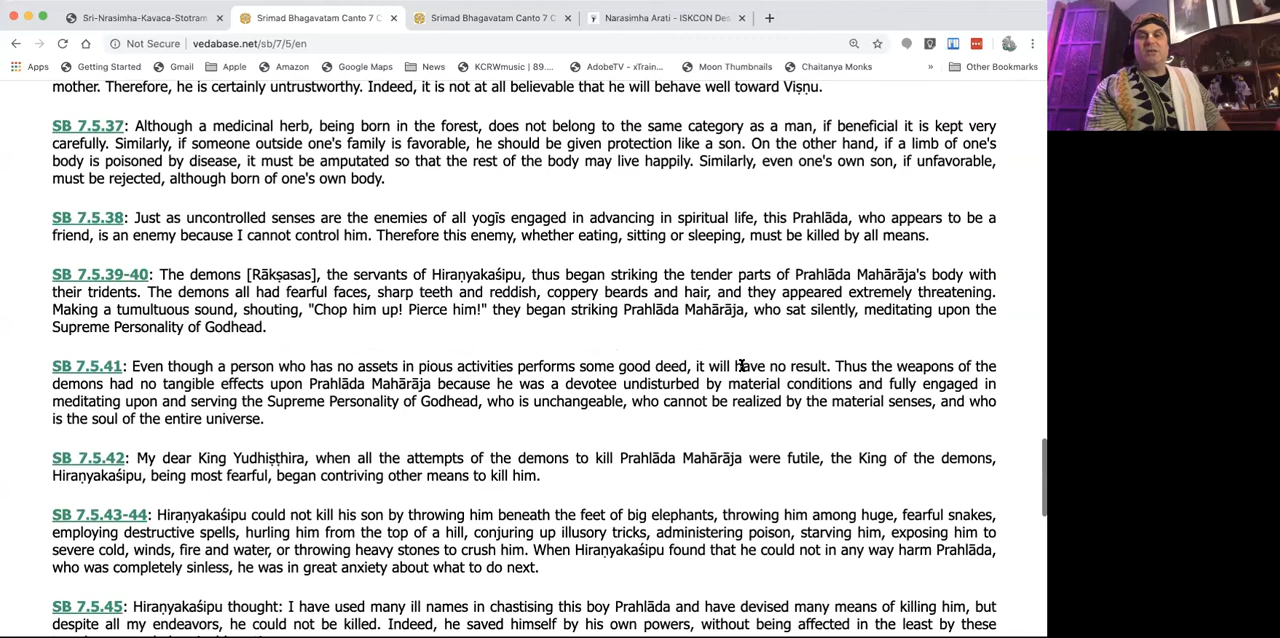 Sri-Nrasimha-Kavaca-Stotram
Srimad Bhagavatam Canto 7 C
Srimad Bhagavatam Canto 7 C
Narasimha Arati - ISKCON Des
Not Secure
vedabase.net/sb/7/5/en
Apps Getting Started Gmail Apple Amazon Google Maps News KCRWmusic | 89.... AdobeTV - xTrain... Moon Thumbnails Chaitanya Monks » Other Bookmarks
mother. Therefore, he is certainly untrustworthy. Indeed, it is not at all believable that he will behave well toward Viṣṇu.
SB 7.5.37: Although a medicinal herb, being born in the forest, does not belong to the same category as a man, if beneficial it is kept very
carefully. Similarly, if someone outside one's family is favorable, he should be given protection like a son. On the other hand, if a limb of one's
body is poisoned by disease, it must be amputated so that the rest of the body may live happily. Similarly, even one's own son, if unfavorable,
must be rejected, although born of one's own body.
SB 7.5.38: Just as uncontrolled senses are the enemies of all yogīs engaged in advancing in spiritual life, this Prahlāda, who appears to be a
friend, is an enemy because I cannot control him. Therefore this enemy, whether eating, sitting or sleeping, must be killed by all means.
SB 7.5.39-40: The demons [Rākṣasas], the servants of Hiraṇyakaśipu, thus began striking the tender parts of Prahlāda Mahārāja's body with
their tridents. The demons all had fearful faces, sharp teeth and reddish, coppery beards and hair, and they appeared extremely threatening.
Making a tumultuous sound, shouting, "Chop him up! Pierce him!" they began striking Prahlāda Mahārāja, who sat silently, meditating upon the
Supreme Personality of Godhead.
SB 7.5.41: Even though a person who has no assets in pious activities performs some good deed, it will have no result. Thus the weapons of the
demons had no tangible effects upon Prahlāda Mahārāja because he was a devotee undisturbed by material conditions and fully engaged in
meditating upon and serving the Supreme Personality of Godhead, who is unchangeable, who cannot be realized by the material senses, and who
is the soul of the entire universe.
SB 7.5.42: My dear King Yudhiṣṭhira, when all the attempts of the demons to kill Prahlāda Mahārāja were futile, the King of the demons,
Hiraṇyakaśipu, being most fearful, began contriving other means to kill him.
SB 7.5.43-44: Hiraṇyakaśipu could not kill his son by throwing him beneath the feet of big elephants, throwing him among huge, fearful snakes,
employing destructive spells, hurling him from the top of a hill, conjuring up illusory tricks, administering poison, starving him, exposing him to
severe cold, winds, fire and water, or throwing heavy stones to crush him. When Hiraṇyakaśipu found that he could not in any way harm Prahlāda,
who was completely sinless, he was in great anxiety about what to do next.
SB 7.5.45: Hiraṇyakaśipu thought: I have used many ill names in chastising this boy Prahlāda and have devised many means of killing him, but
despite all my endeavors, he could not be killed. Indeed, he saved himself by his own powers, without being affected in the least by these